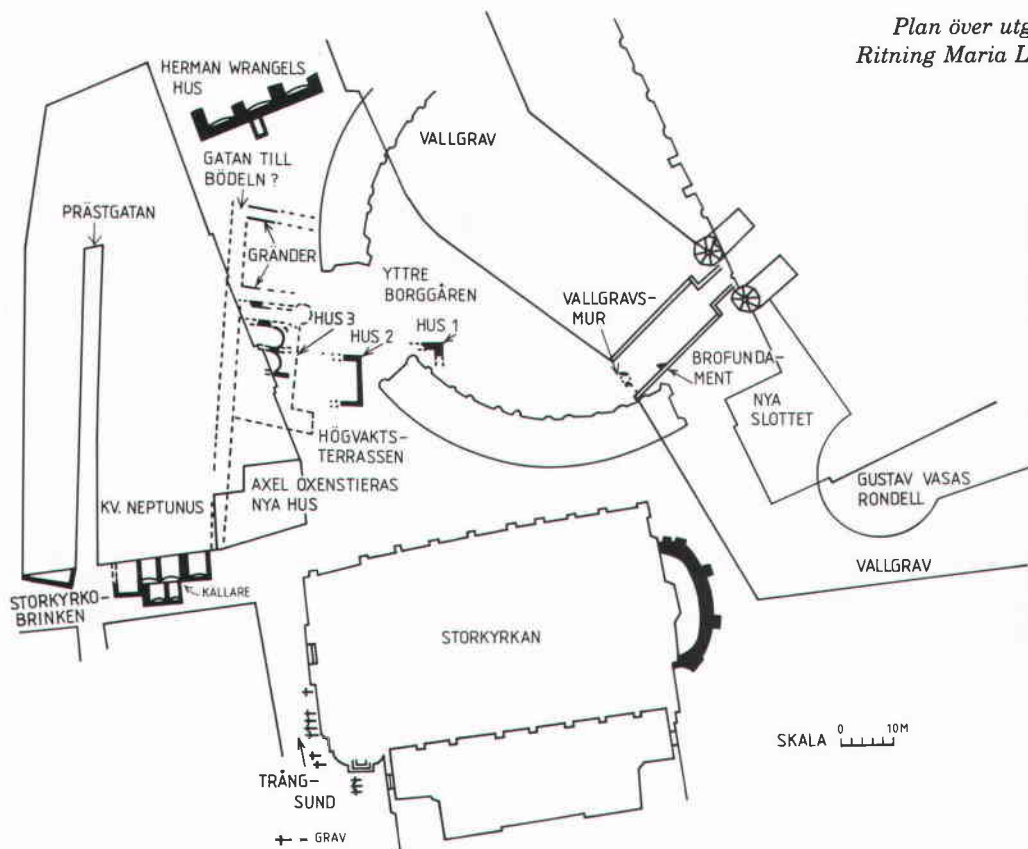 Plan över utg
Ritning Maria L
HERMAN WRANGELS
HUS
VALLGRAV
GATAN TILL
BÖDELN?
PRÄSTGATAN
GRÄNDER
YTTRE
BORGGÅREN
VALLGRAVS-
MUR
HUS 3
HUS 2
HUS 1
BROFUNDA-
MENT
NYA
SLOTTET
HÖGVAKTS-
TERRASSEN
GUSTAV VASAS
RONDELL
AXEL OXENSTIERAS
NYA HUS
KV. NEPTUNUS
VALLGRAV
KÄLLARE
STORKYRKO-
BRINKEN
STORKYRKAN
SKALA 0 10M
TRÅNG-
SUND
- GRAV